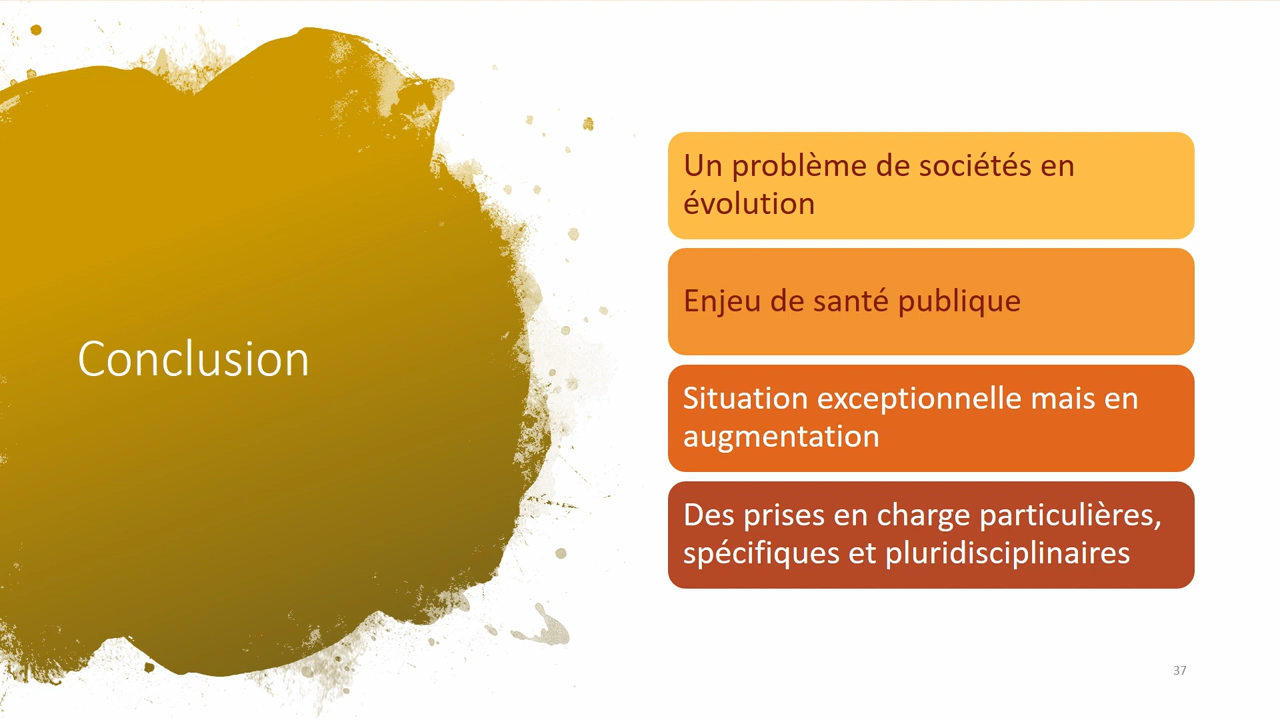 Conclusion
Un problème de sociétés en
évolution
Enjeu de santé publique
Situation exceptionnelle mais en
augmentation
Des prises en charge particulières,
spécifiques et pluridisciplinaires
37